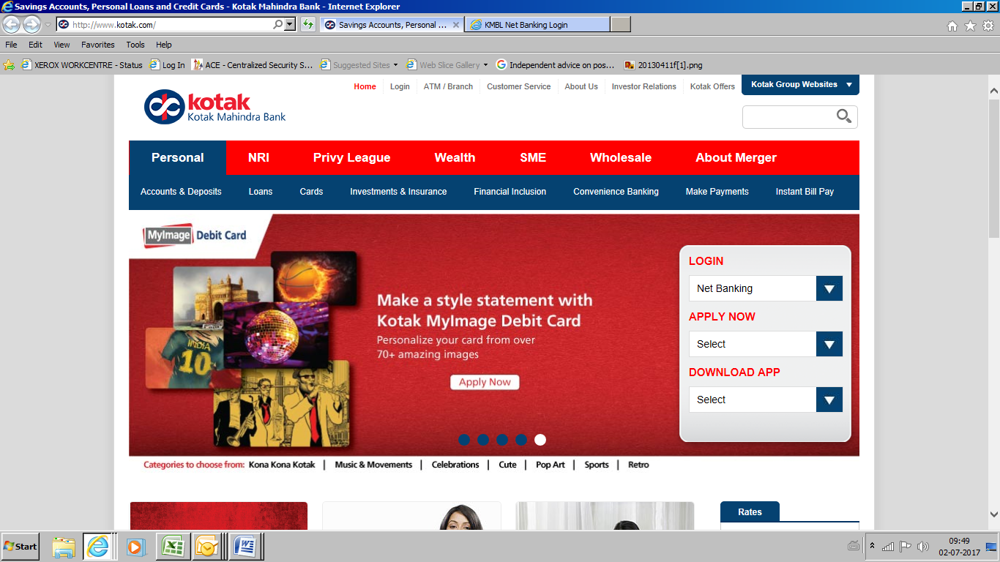 Savings Accounts, Personal Loans and Credit Cards - Kotak Mahindra Bank - Internet Explorer
http://www.kotak.com/
Savings Accounts, Personal ...
KMBL Net Banking Login
File Edit View Favorites Tools Help
XEROX WORKCENTRE - Status Log In ACE - Centralized Security S... Suggested Sites Web Slice Gallery Independent advice on pos... 20130411f[1].png
Home Login ATM / Branch Customer Service About Us Investor Relations Kotak Offers Kotak Group Websites
kotak
Kotak Mahindra Bank
Personal NRI Privy League Wealth SME Wholesale About Merger
Accounts & Deposits Loans Cards Investments & Insurance Financial Inclusion Convenience Banking Make Payments Instant Bill Pay
MyImage Debit Card
INDIA
10
Make a style statement with
Kotak MyImage Debit Card
Personalize your card from over
70+ amazing images
Apply Now
LOGIN
Net Banking
APPLY NOW
Select
DOWNLOAD APP
Select
Categories to choose from: Kona Kona Kotak | Music & Movements | Celebrations | Cute | Pop Art | Sports | Retro
Rates
Start
09:49
02-07-2017